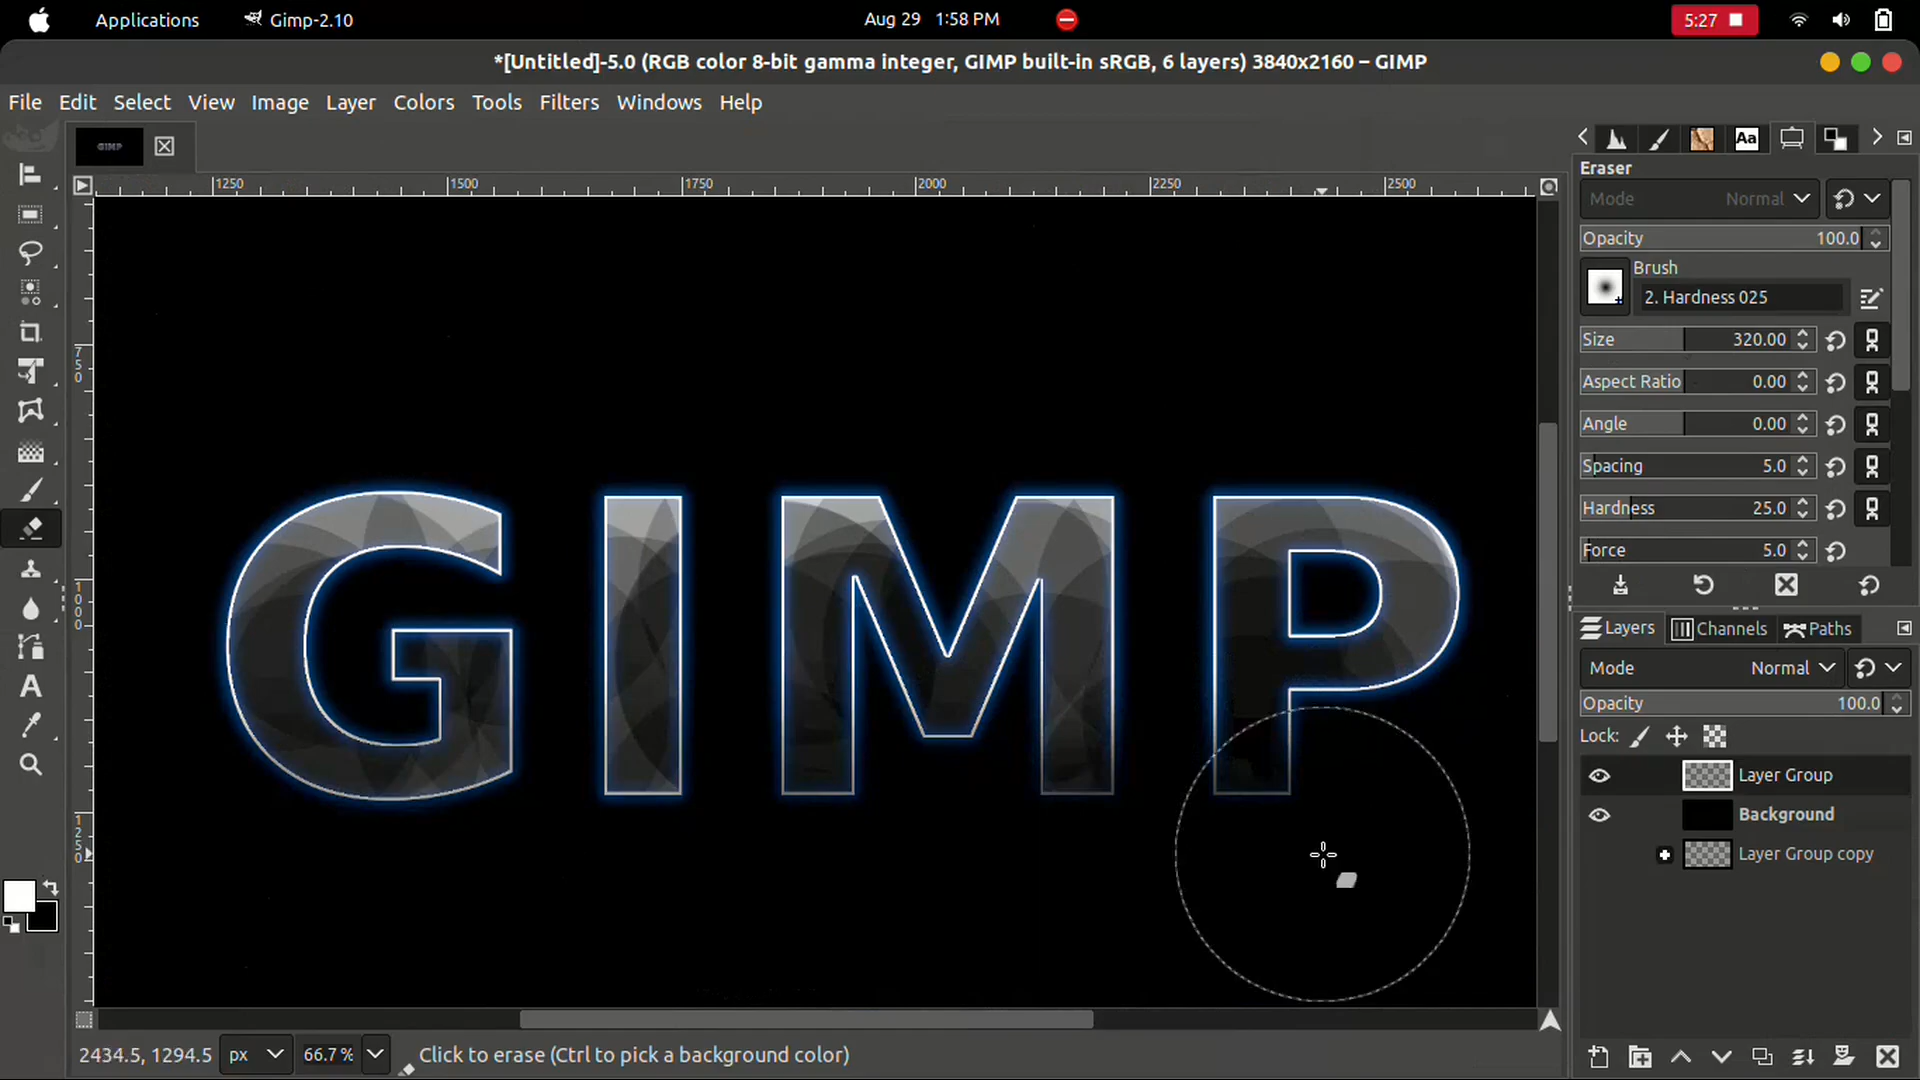 Applications Gimp-2.10 Aug 29 1:58 PM 5:27
*[Untitled]-5.0 (RGB color 8-bit gamma integer, GIMP built-in sRGB, 6 layers) 3840x2160 – GIMP
File Edit Select View Image Layer Colors Tools Filters Windows Help
GIMP
Aa
Eraser
Mode Normal
Opacity 100.0
Brush
2. Hardness 025
Size 320.00
Aspect Ratio 0.00
Angle 0.00
Spacing 5.0
Hardness 25.0
Force 5.0
1250 1500 1750 2000 2250 2500
750
1000
1250
GIMP
Layers Channels Paths
Mode Normal
Opacity 100.0
Lock:
Layer Group
Background
Layer Group copy
2434.5, 1294.5 px 66.7 % Click to erase (Ctrl to pick a background color)